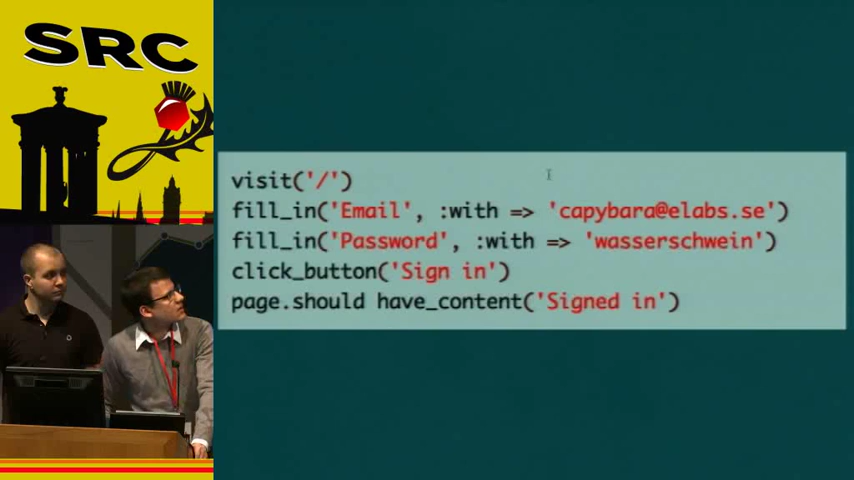 SRC
visit('/')
fill_in('Email', :with => 'capybara@elabs.se')
fill_in('Password', :with => 'wasserschwein')
click_button('Sign in')
page.should have_content('Signed in')